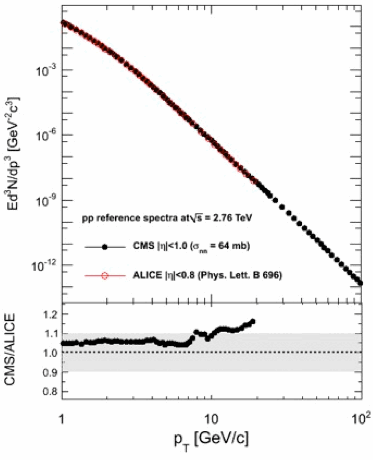 Ed³N/dp³ [GeV⁻²c³]
10⁻³
10⁻⁶
10⁻⁹
10⁻¹²
pp reference spectra at√s = 2.76 TeV
CMS |η|<1.0 (σₙₙ = 64 mb)
ALICE |η|<0.8 (Phys. Lett. B 696)
CMS/ALICE
1.2
1.1
1.0
0.9
0.8
1
10
10²
p_T [GeV/c]